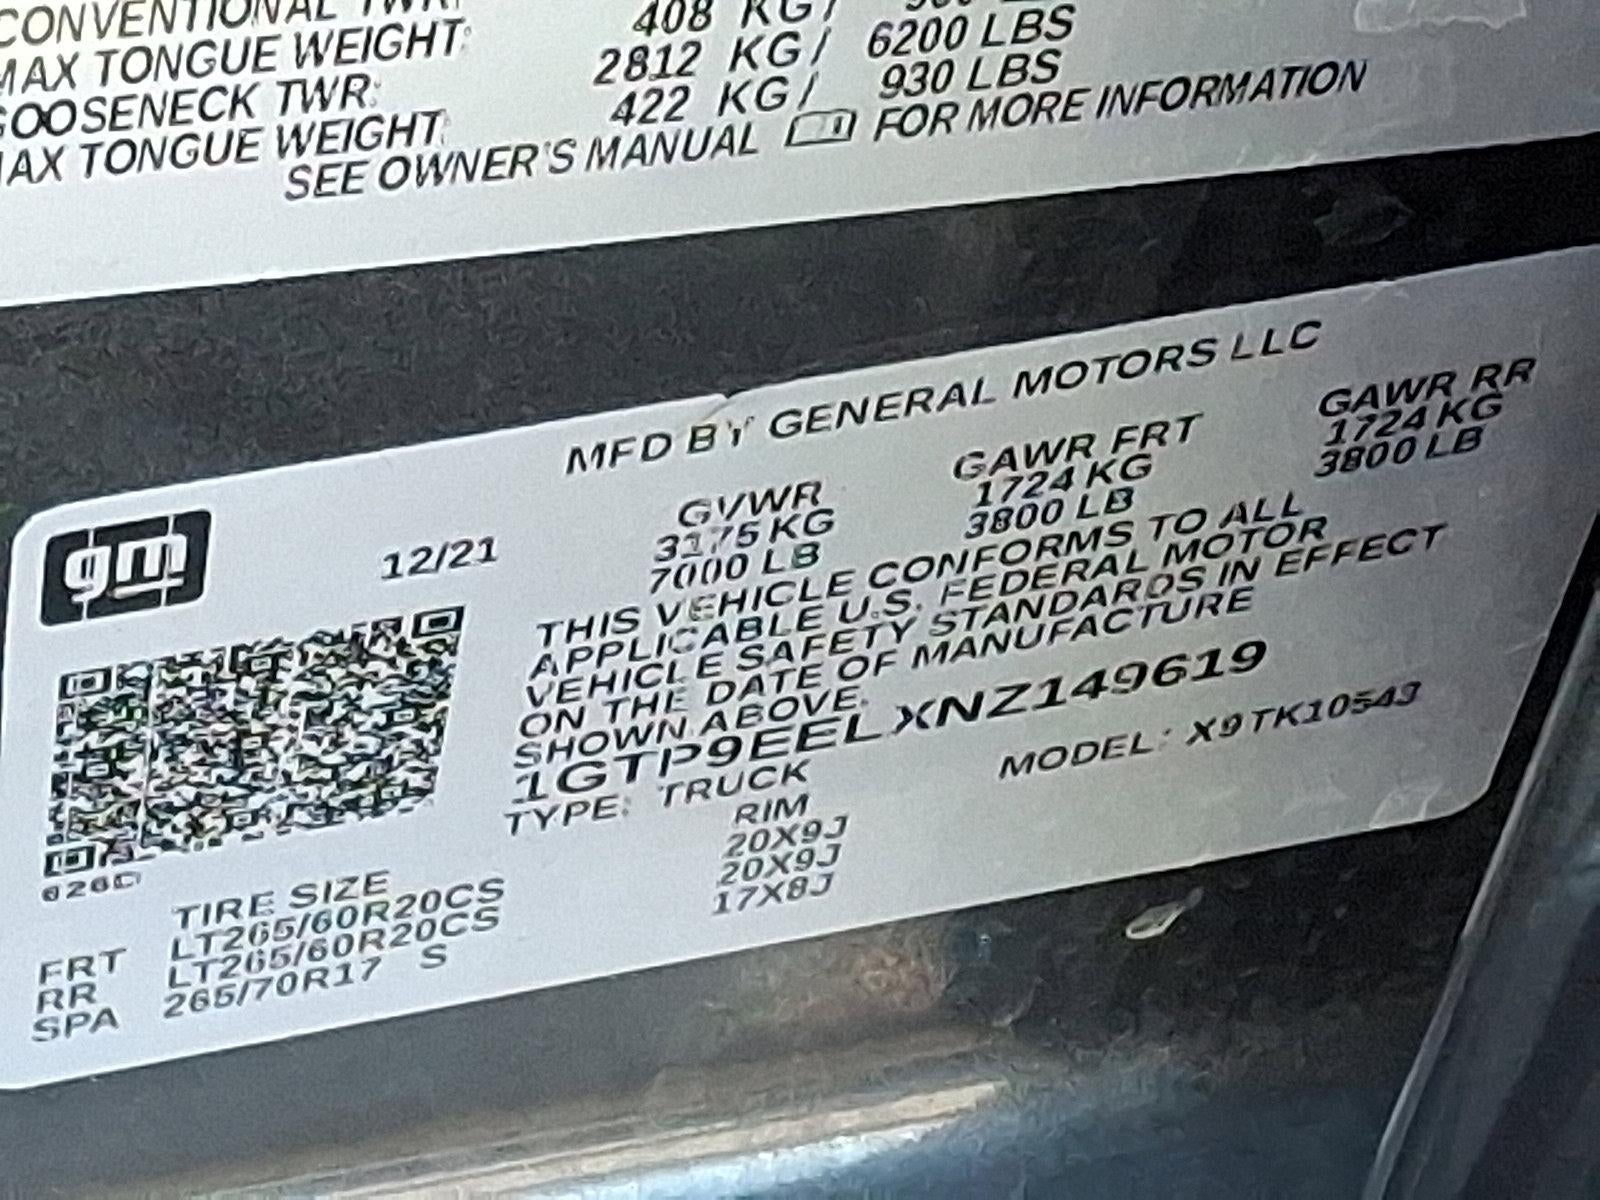 CONVENTIONAL TWR:
MAX TONGUE WEIGHT: 408 KG/
GOOSENECK TWR: 2812 KG/ 6200 LBS
MAX TONGUE WEIGHT: 422 KG/ 930 LBS
SEE OWNER'S MANUAL FOR MORE INFORMATION
MFD BY GENERAL MOTORS LLC
gm
12/21
GVWR GAWR FRT GAWR RR
3175 KG 1724 KG 1724 KG
7000 LB 3800 LB 3800 LB
THIS VEHICLE CONFORMS TO ALL
APPLICABLE U.S. FEDERAL MOTOR
VEHICLE SAFETY STANDARDS IN EFFECT
ON THE DATE OF MANUFACTURE
SHOWN ABOVE.
1GTP9EELXNZ149619
TYPE: TRUCK MODEL: X9TK10543
TIRE SIZE RIM
FRT LT265/60R20CS 20X9J
RR LT265/60R20CS 20X9J
SPA 265/70R17 S 17X8J